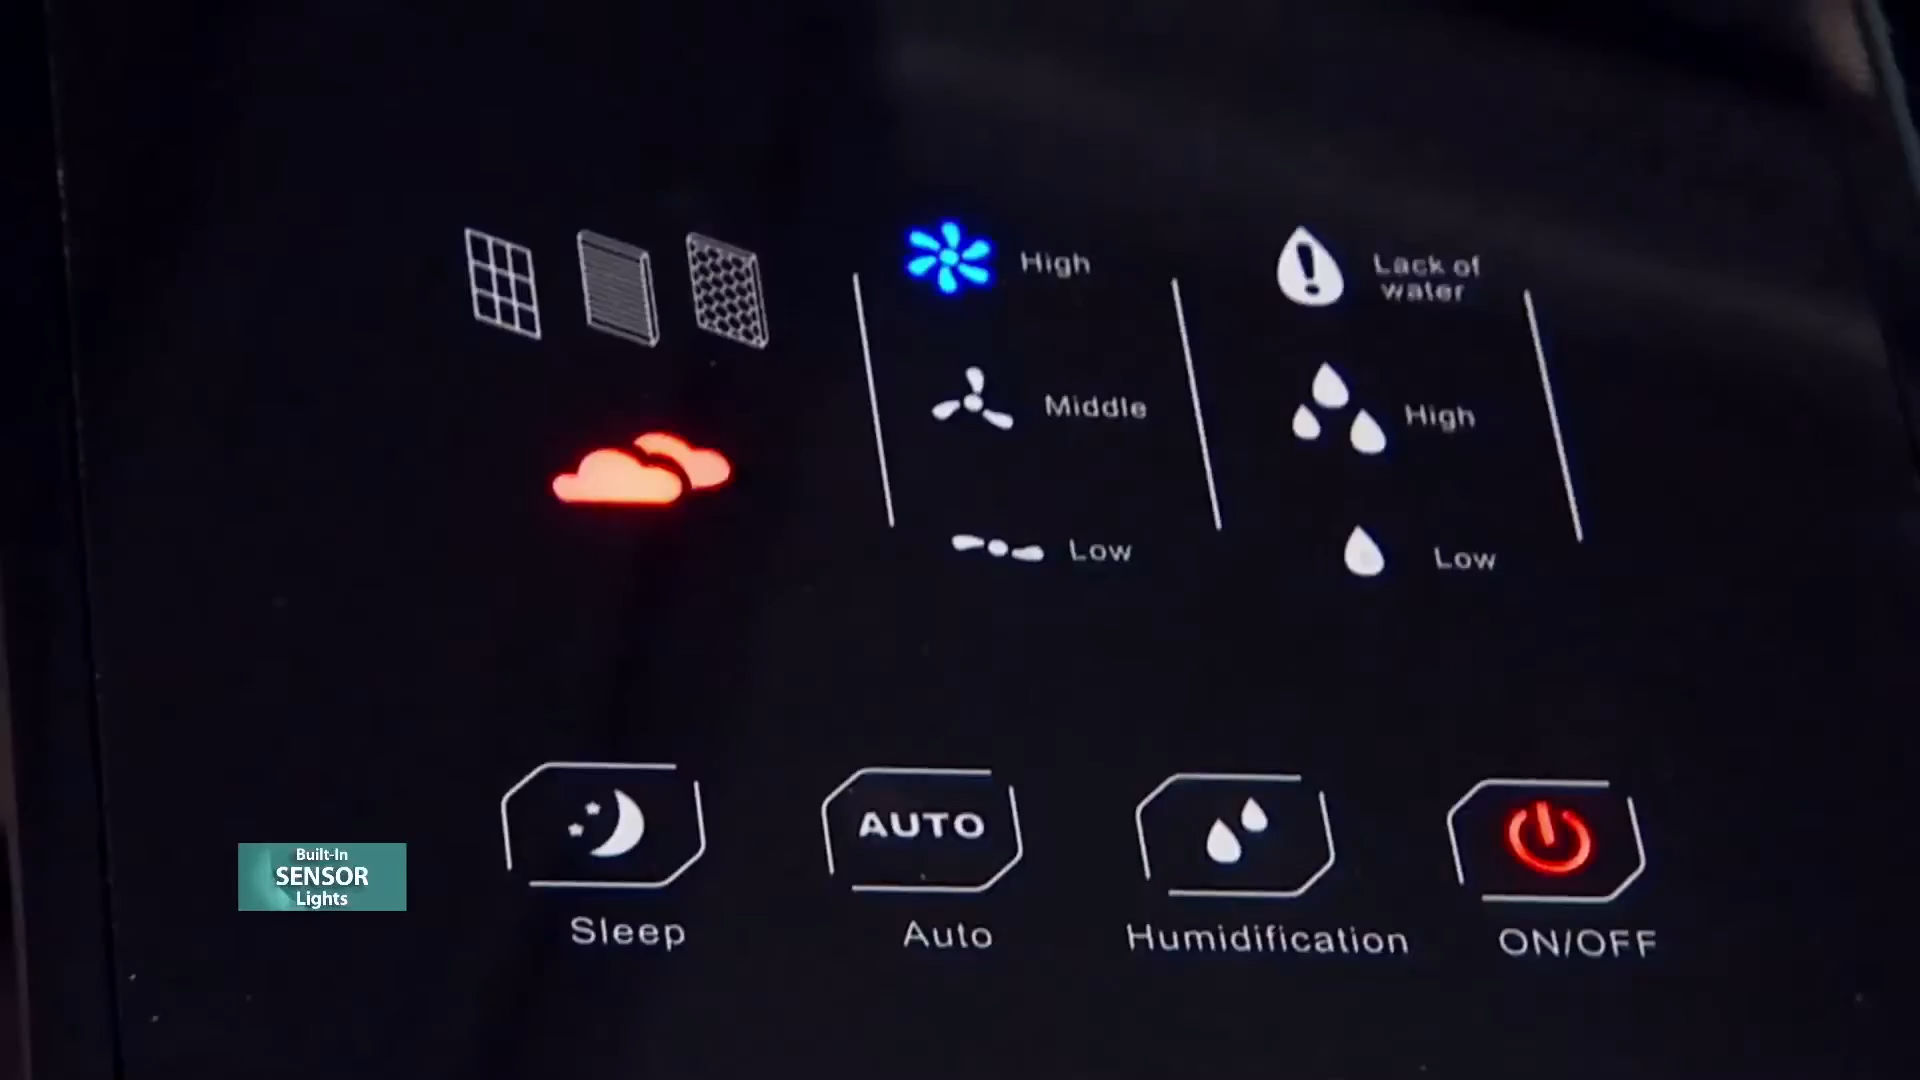 High
Lack of
water
Middle
High
Low
Low
AUTO
Sleep
Auto
Humidification
ON/OFF
Built-In
SENSOR
Lights